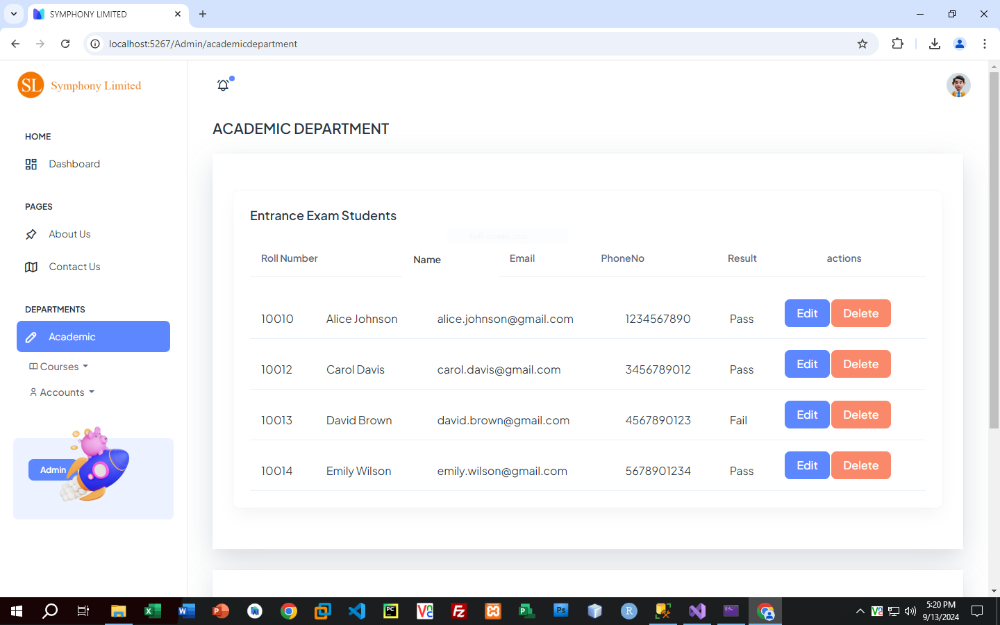 SYMPHONY LIMITED
localhost:5267/Admin/academicdepartment
SL Symphony Limited
HOME
Dashboard
PAGES
About Us
Contact Us
DEPARTMENTS
Academic
Courses
Accounts
Admin
ACADEMIC DEPARTMENT
Entrance Exam Students
Full-screen Snip
Roll Number Name Email PhoneNo Result actions
10010 Alice Johnson alice.johnson@gmail.com 1234567890 Pass Edit Delete
10012 Carol Davis carol.davis@gmail.com 3456789012 Pass Edit Delete
10013 David Brown david.brown@gmail.com 4567890123 Fail Edit Delete
10014 Emily Wilson emily.wilson@gmail.com 5678901234 Pass Edit Delete
5:20 PM
9/13/2024